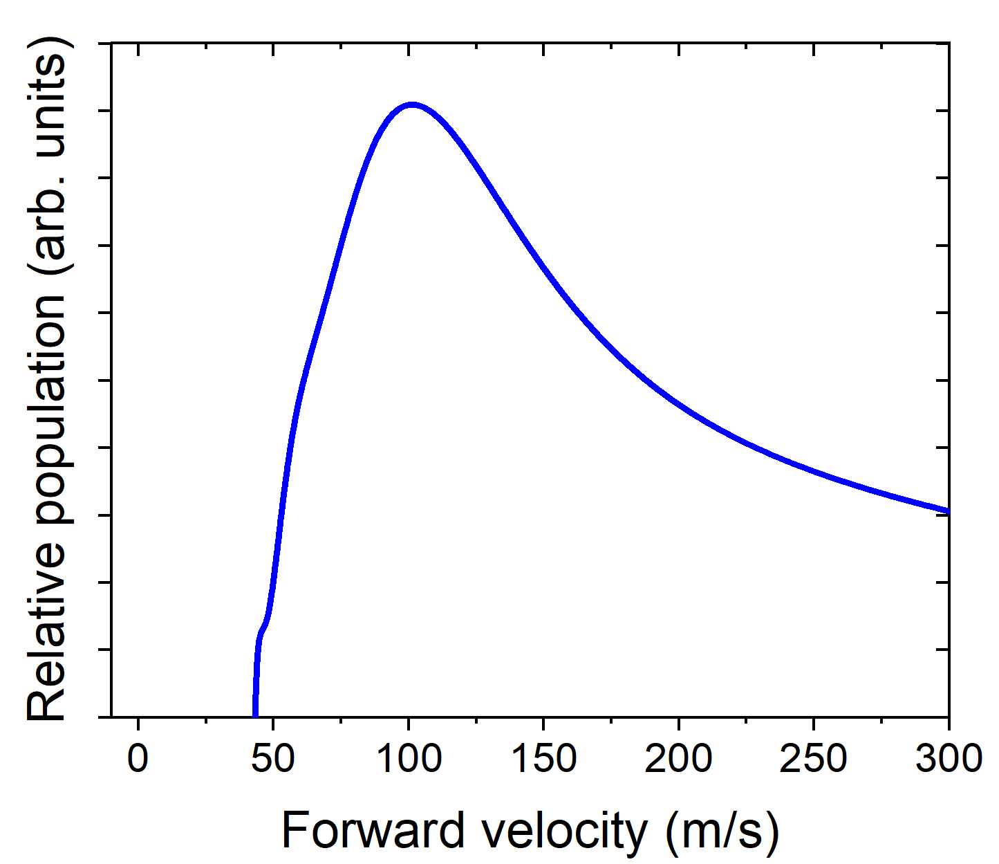 Relative population (arb. units)
0 50 100 150 200 250 300
Forward velocity (m/s)